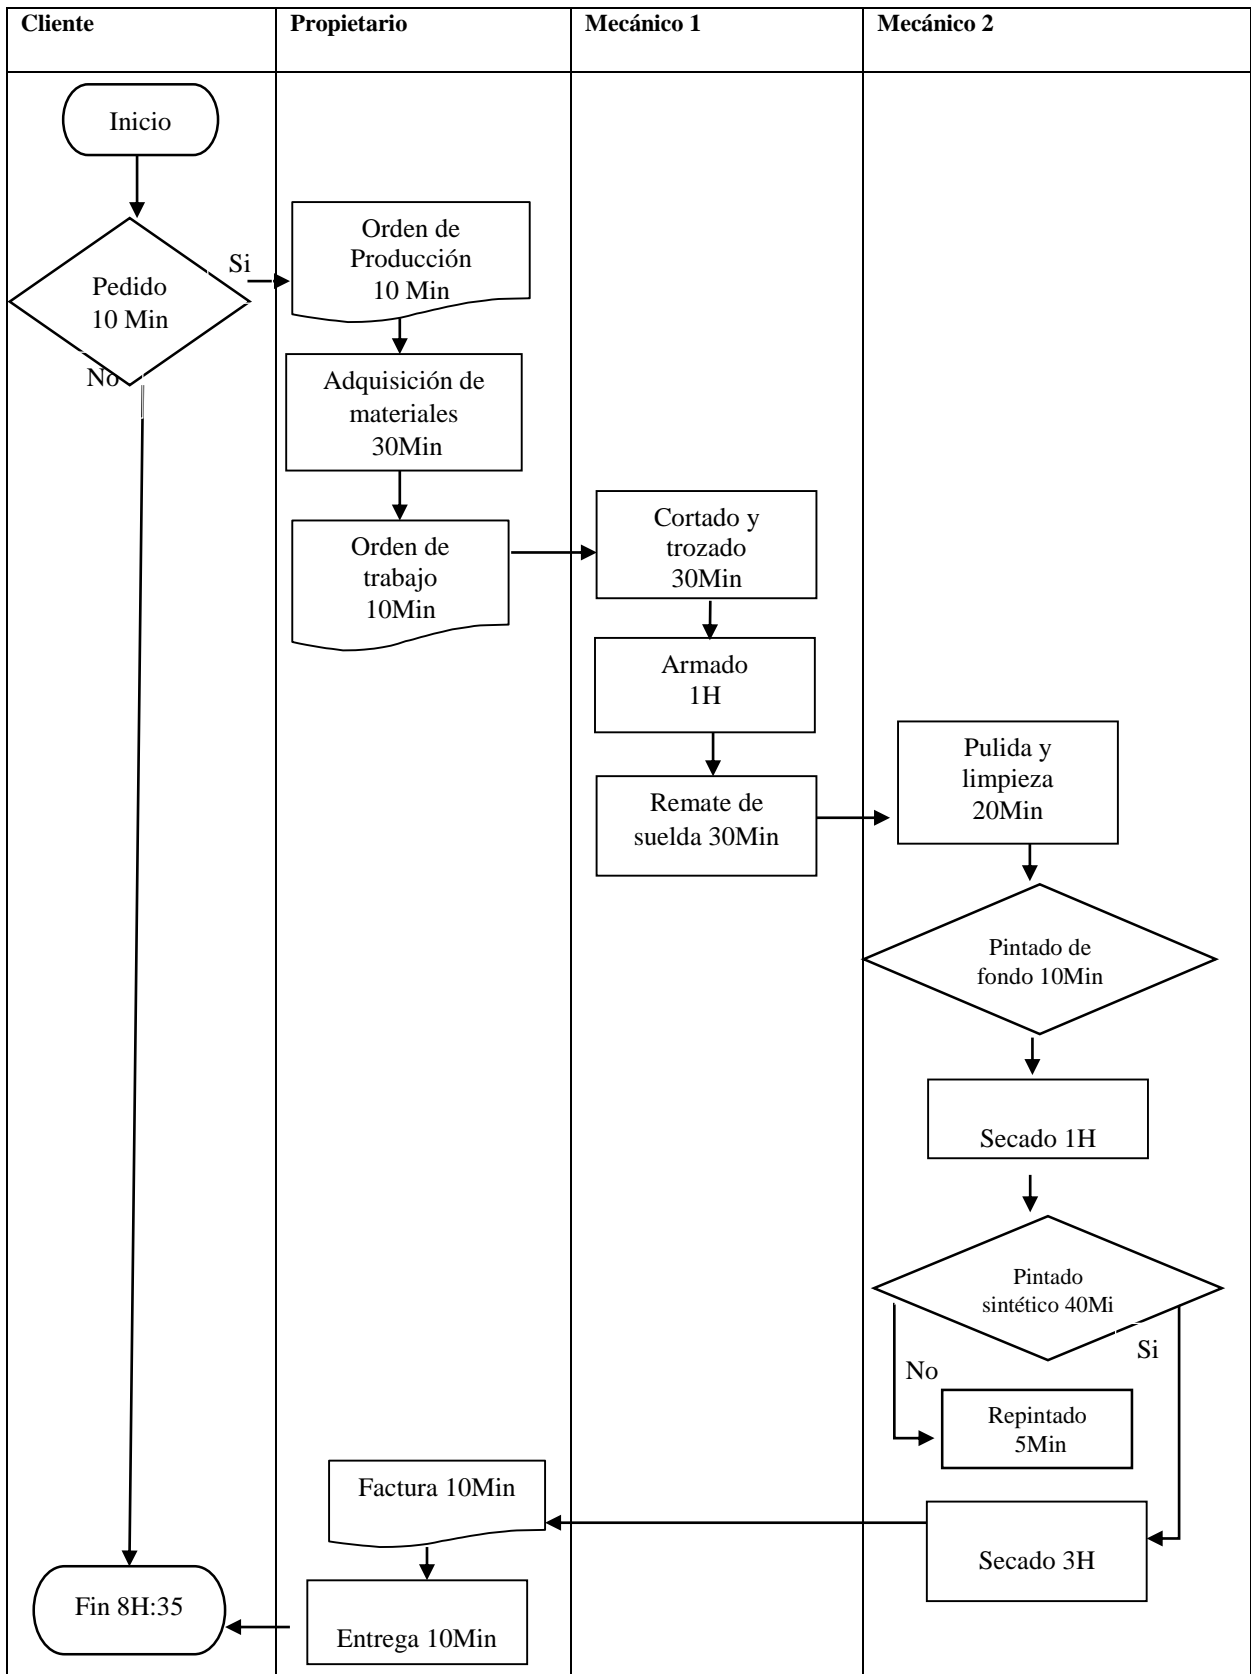 Cliente
Propietario
Mecánico 1
Mecánico 2
Inicio
Pedido
10 Min
Si
No
Orden de
Producción
10 Min
Adquisición de
materiales
30Min
Orden de
trabajo
10Min
Cortado y
trozado
30Min
Armado
1H
Remate de
suelda 30Min
Pulida y
limpieza
20Min
Pintado de
fondo 10Min
Secado 1H
Pintado
sintético 40Mi
No
Si
Repintado
5Min
Secado 3H
Factura 10Min
Entrega 10Min
Fin 8H:35